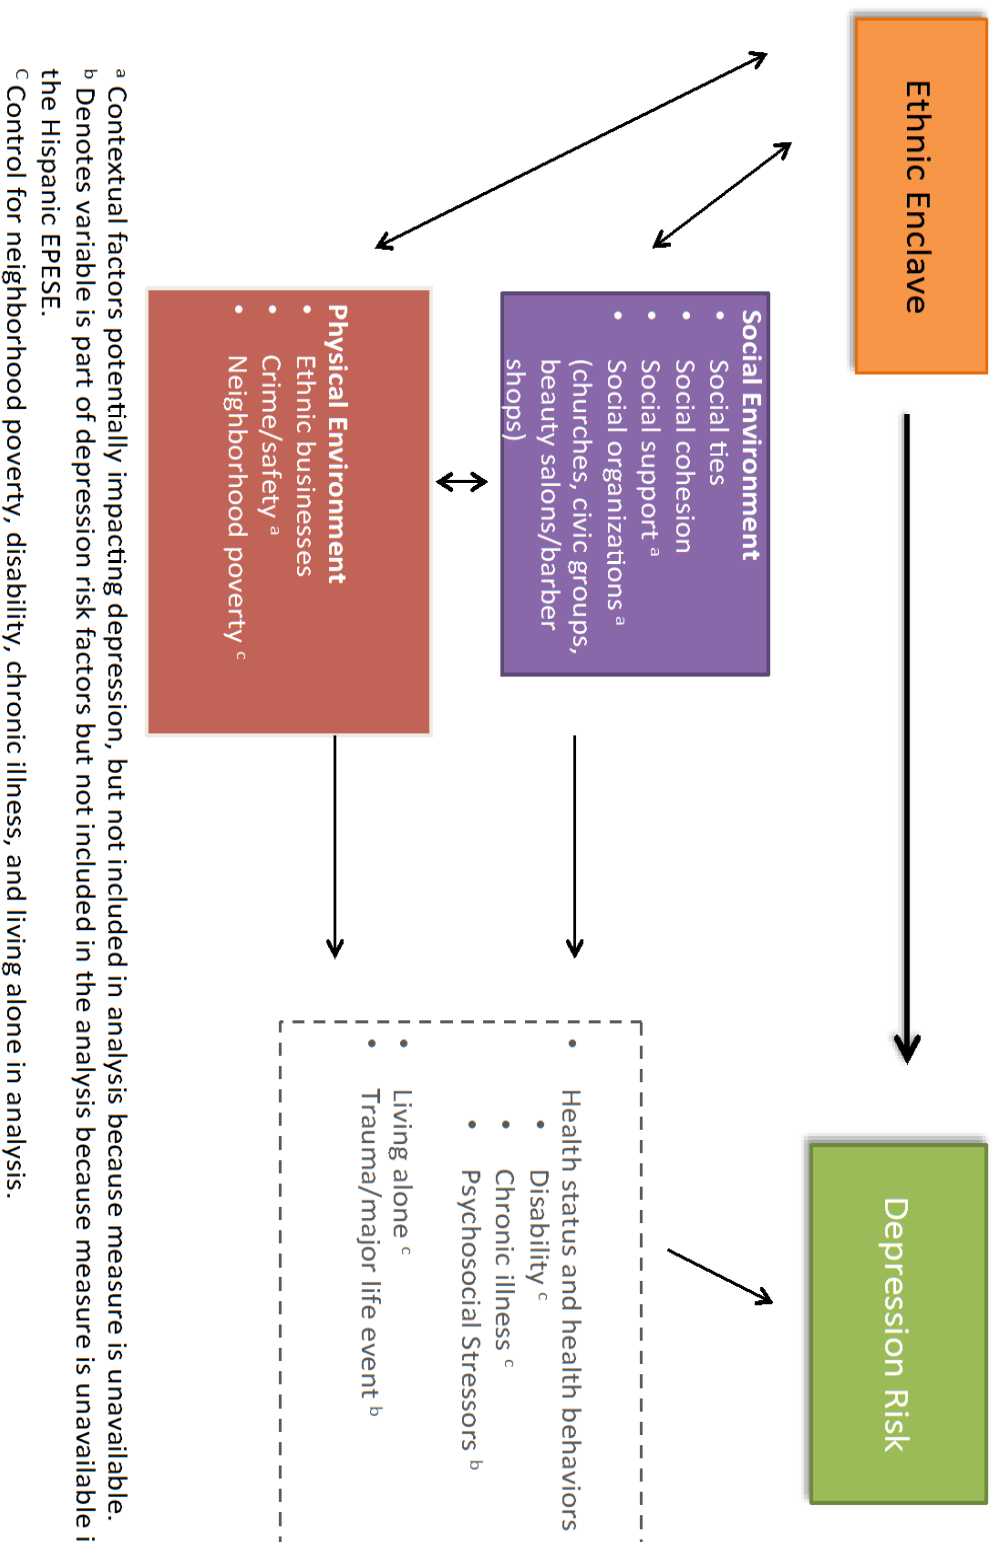 Ethnic Enclave
Depression Risk
Social Environment
• Social ties
• Social cohesion
• Social support a
• Social organizations a
(churches, civic groups,
beauty salons/barber
shops)
Physical Environment
• Ethnic businesses
• Crime/safety a
• Neighborhood poverty c
• Health status and health behaviors
• Disability c
• Chronic illness c
• Psychosocial Stressors b
• Living alone c
• Trauma/major life event b
a Contextual factors potentially impacting depression, but not included in analysis because measure is unavailable.
b Denotes variable is part of depression risk factors but not included in the analysis because measure is unavailable i
the Hispanic EPESE.
c Control for neighborhood poverty, disability, chronic illness, and living alone in analysis.